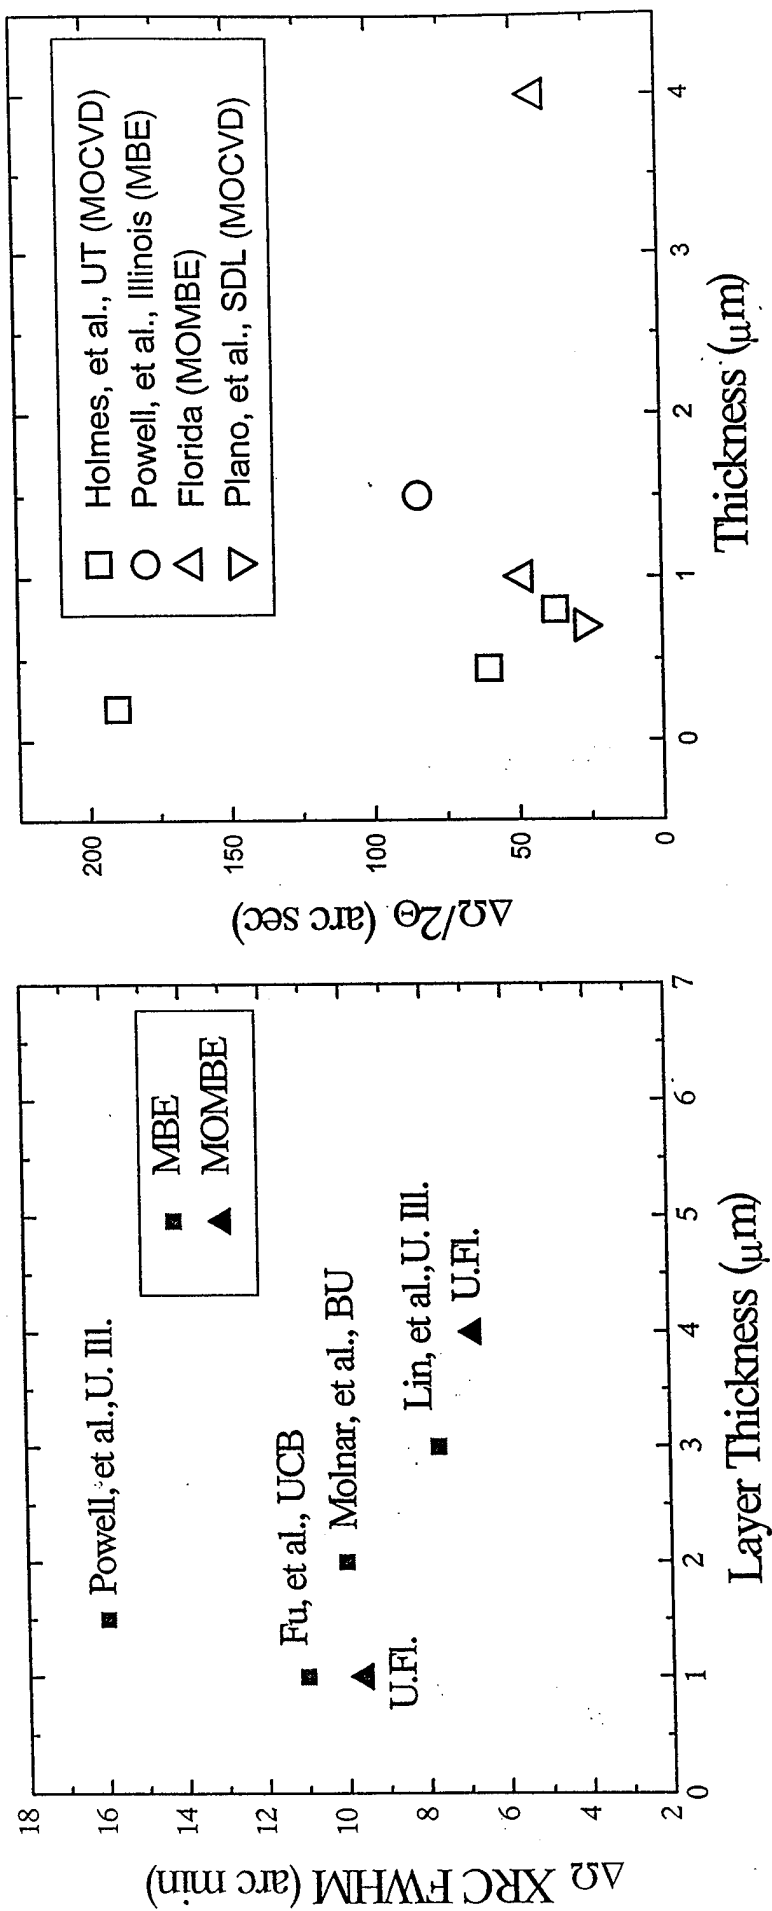 ΔΩ XRC FWHM (arc min)
18
16
14
12
10
8
6
4
2
0
1
2
3
4
5
6
7
Layer Thickness (μm)
MBE
MOMBE
Powell, et al.,U. Ill.
Fu, et al., UCB
Molnar, et al., BU
U.Fl.
Lin, et al.,U. Ill.
U.Fl.
ΔΩ/2Θ (arc sec)
200
150
100
50
0
0
1
2
3
4
Thickness (μm)
Holmes, et al., UT (MOCVD)
Powell, et al., Illinois (MBE)
Florida (MOMBE)
Plano, et al., SDL (MOCVD)